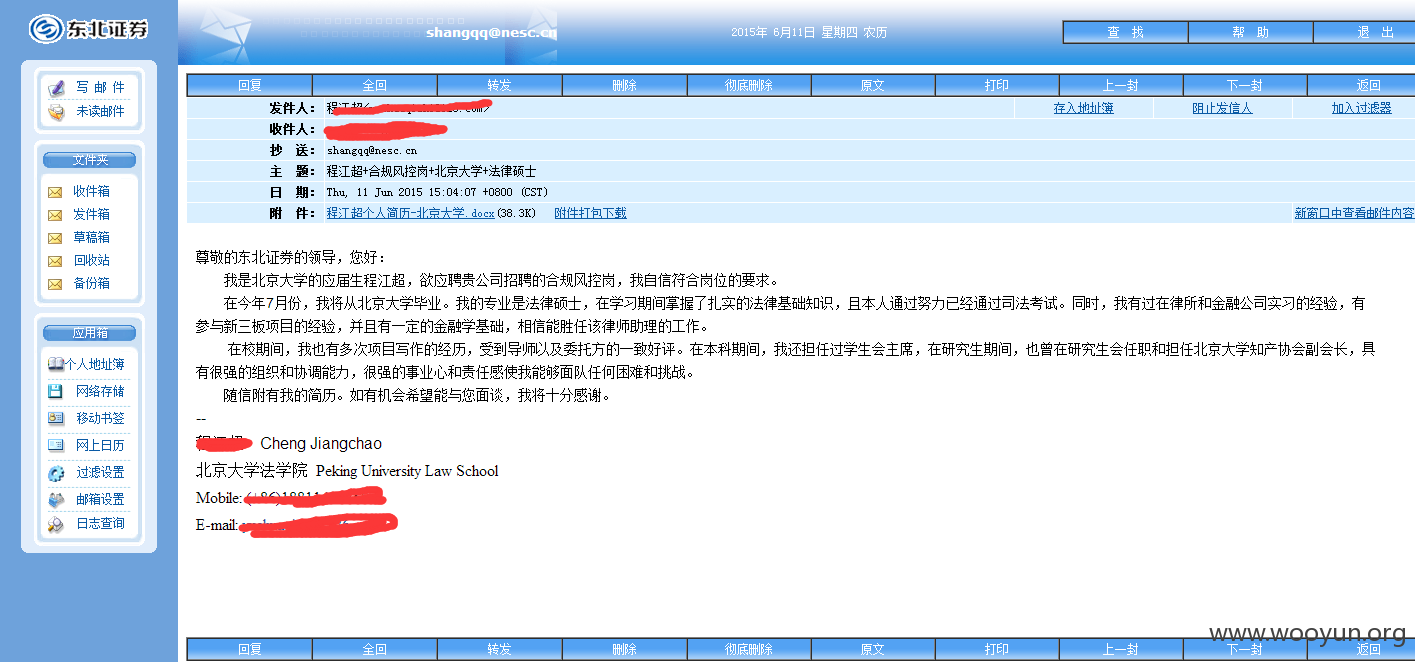 东北证券
shangqq@nesc.cn
2015年 6月11日 星期四 农历
查 找 帮 助 退 出
写 邮 件
未读邮件
文件夹
收件箱
发件箱
草稿箱
回收站
备份箱
应用箱
个人地址簿
网络存储
移动书签
网上日历
过滤设置
邮箱设置
日志查询
回复 全回 转发 删除 彻底删除 原文 打印 上一封 下一封 返回
发件人: 程江超 存入地址簿 阻止发信人 加入过滤器
收件人:
抄 送: shangqq@nesc.cn
主 题: 程江超+合规风控岗+北京大学+法律硕士
日 期: Thu, 11 Jun 2015 15:04:07 +0800 (CST)
附 件: 程江超个人简历-北京大学.docx(38.3K) 附件打包下载 新窗口中查看邮件内容
尊敬的东北证券的领导，您好：
我是北京大学的应届生程江超，欲应聘贵公司招聘的合规风控岗，我自信符合岗位的要求。
在今年7月份，我将从北京大学毕业。我的专业是法律硕士，在学习期间掌握了扎实的法律基础知识，且本人通过努力已经通过司法考试。同时，我有过在律所和金融公司实习的经验，有
参与新三板项目的经验，并且有一定的金融学基础，相信能胜任该律师助理的工作。
在校期间，我也有多次项目写作的经历，受到导师以及委托方的一致好评。在本科期间，我还担任过学生会主席，在研究生期间，也曾在研究生会任职和担任北京大学知产协会副会长，具
有很强的组织和协调能力，很强的事业心和责任感使我能够面队任何困难和挑战。
随信附有我的简历。如有机会希望能与您面谈，我将十分感谢。
--
Cheng Jiangchao
北京大学法学院 Peking University Law School
Mobile:
E-mail:
www.wooyun.org
回复 全回 转发 删除 彻底删除 原文 打印 上一封 下一封 返回